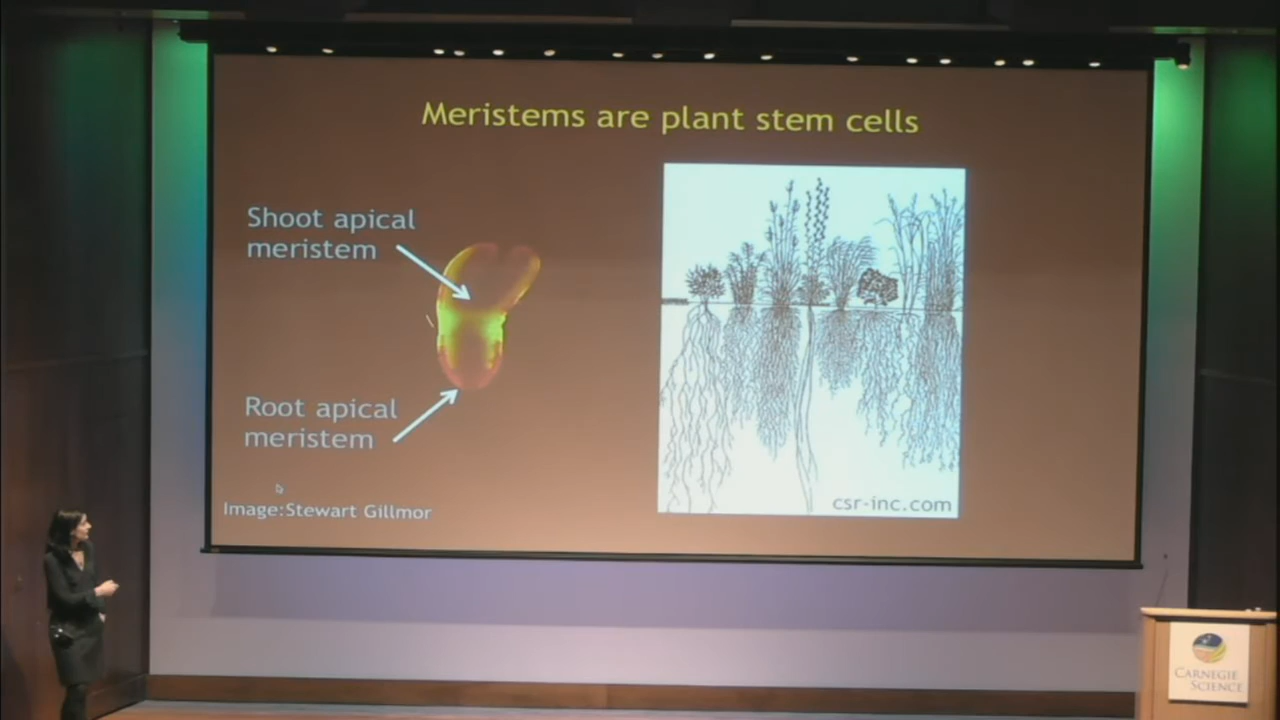 Meristems are plant stem cells
Shoot apical
meristem
Root apical
meristem
Image:Stewart Gillmor
csr-inc.com
CARNEGIE
SCIENCE